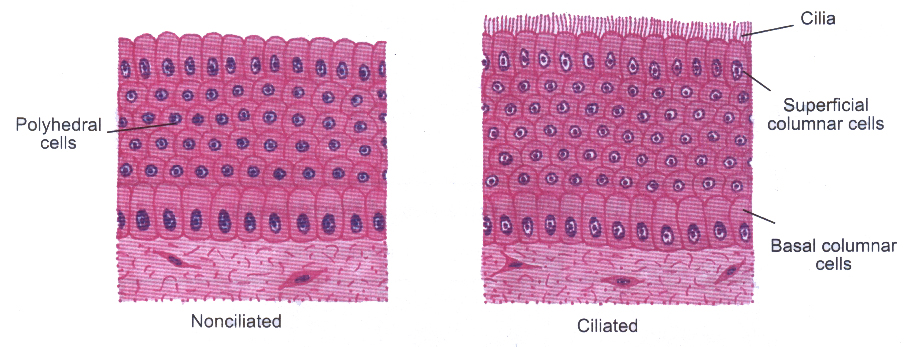 Cilia
Polyhedral
cells
Superficial
columnar cells
Basal columnar
cells
Nonciliated
Ciliated